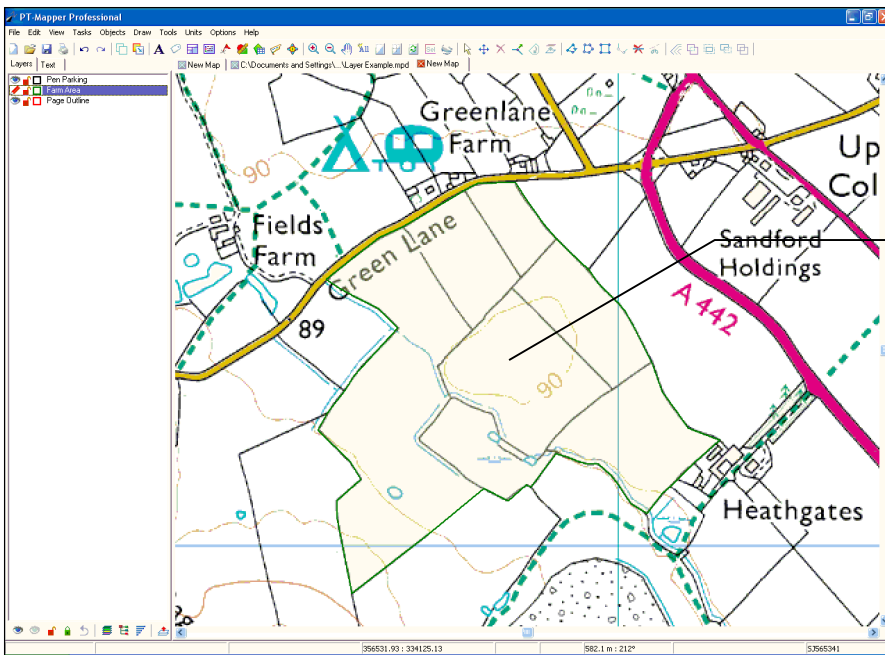 PT-Mapper Professional
File Edit View Tasks Objects Draw Tools Units Options Help
Layers Text
New Map C:\Documents and Settings\...\Layer Example.mpd New Map
Pen Parking
Farm Area
Page Outline
Greenlane
Farm
90
Up
Col
Fields
Farm
Green Lane
Sandford
Holdings
A 442
89
90
Heathgates
356531.93 : 334125.13 582.1 m : 212° SJ565341